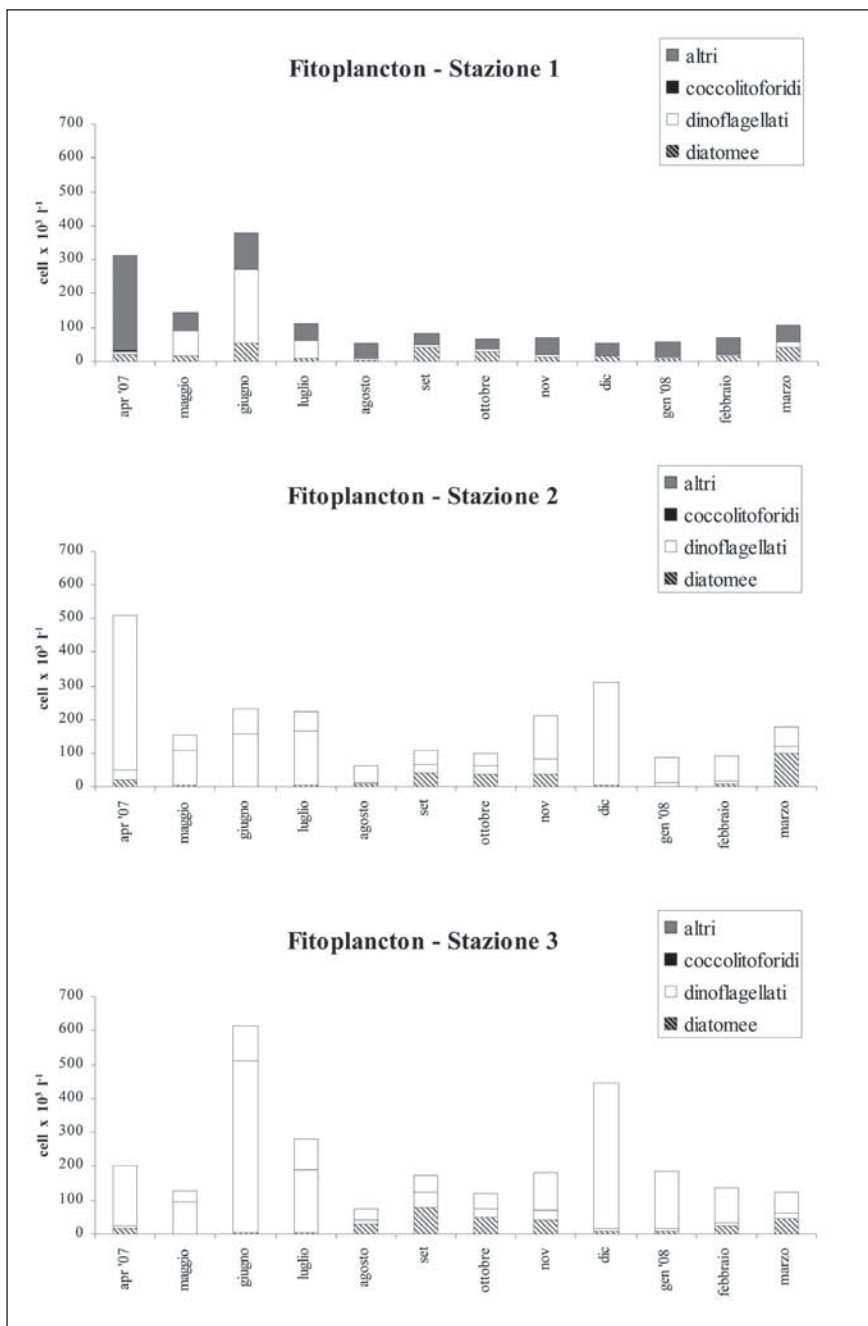 Fitoplancton - Stazione 1
altri
coccolitoforidi
dinoflagellati
diatomee
700
600
500
400
300
200
100
0
cell x 10³ l⁻¹
apr '07
maggio
giugno
luglio
agosto
set
ottobre
nov
dic
gen '08
febbraio
marzo
Fitoplancton - Stazione 2
altri
coccolitoforidi
dinoflagellati
diatomee
700
600
500
400
300
200
100
0
cell x 10³ l⁻¹
apr '07
maggio
giugno
luglio
agosto
set
ottobre
nov
dic
gen '08
febbraio
marzo
Fitoplancton - Stazione 3
altri
coccolitoforidi
dinoflagellati
diatomee
700
600
500
400
300
200
100
0
cell x 10³ l⁻¹
apr '07
maggio
giugno
luglio
agosto
set
ottobre
nov
dic
gen '08
febbraio
marzo